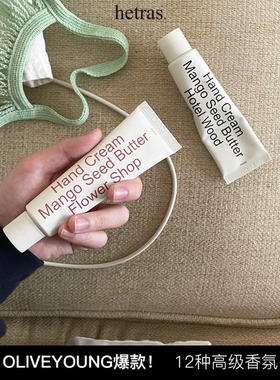 hetras.
Hand Cream
Mango Seed Butter
Hotel Wood
Hand Cream
Mango Seed Butter
Flower Shop
OLIVEYOUNG爆款! 12种高级香氛